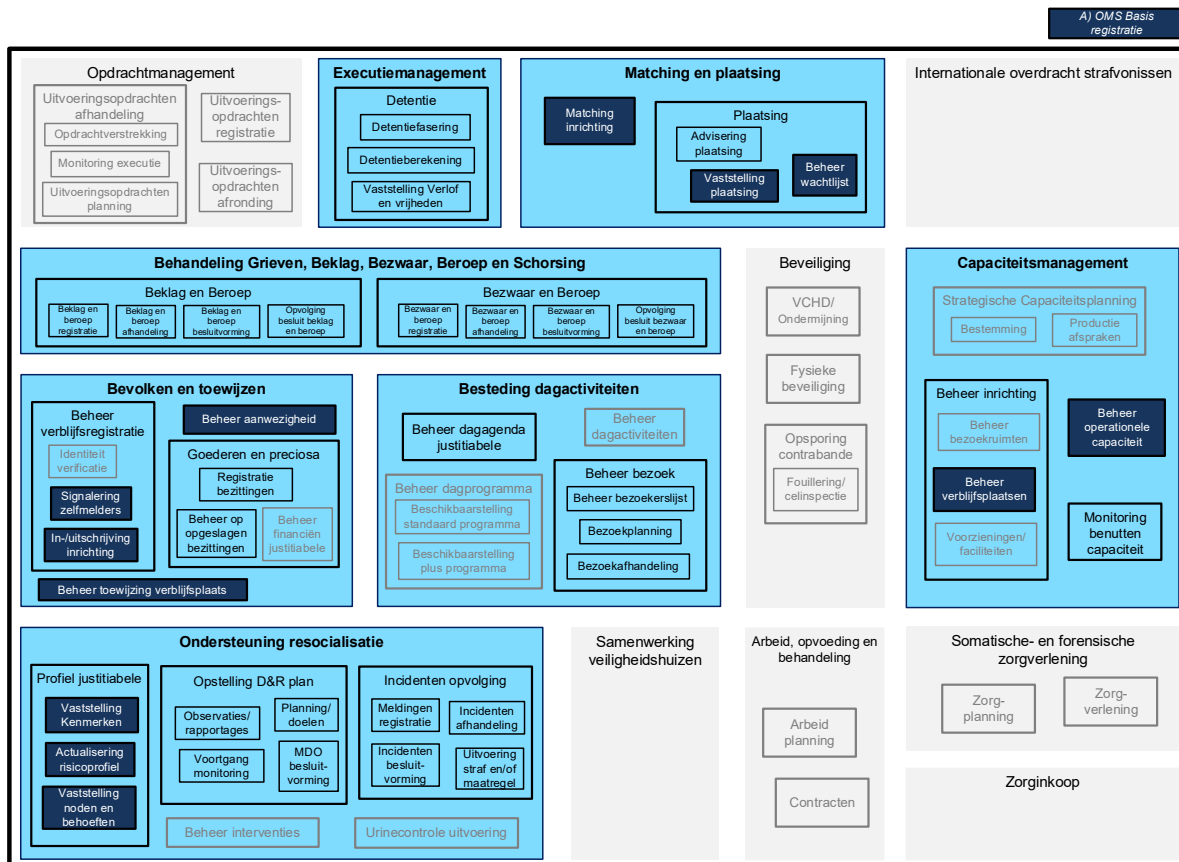 A) OMS Basis
registratie
Opdrachtmanagement
Uitvoeringsopdrachten
afhandeling
Opdrachtverstrekking
Monitoring executie
Uitvoeringsopdrachten
planning
Uitvoerings-
opdrachten
registratie
Uitvoerings-
opdrachten
afronding
Executiemanagement
Detentie
Detentiefasering
Detentieberekening
Vaststelling Verlof
en vrijheden
Matching en plaatsing
Matching
inrichting
Plaatsing
Advisering
plaatsing
Vaststelling
plaatsing
Beheer
wachtlijst
Internationale overdracht strafvonissen
Behandeling Grieven, Beklag, Bezwaar, Beroep en Schorsing
Beklag en Beroep
Beklag en
beroep
registratie
Beklag en
beroep
afhandeling
Beklag en
beroep
besluitvorming
Opvolging
besluit beklag
en beroep
Bezwaar en Beroep
Bezwaar en
beroep
registratie
Bezwaar en
beroep
afhandeling
Bezwaar en
beroep
besluitvorming
Opvolging
besluit bezwaar
en beroep
Beveiliging
VCHD/
Ondermijning
Fysieke
beveiliging
Opsporing
contrabande
Fouillering/
celinspectie
Capaciteitsmanagement
Strategische Capaciteitsplanning
Bestemming
Productie
afspraken
Beheer inrichting
Beheer
bezoekruimten
Beheer
verblijfsplaatsen
Voorzieningen/
faciliteiten
Beheer
operationele
capaciteit
Monitoring
benutten
capaciteit
Bevolken en toewijzen
Beheer
verblijfsregistratie
Identiteit
verificatie
Signalering
zelfmelders
In-/uitschrijving
inrichting
Beheer aanwezigheid
Goederen en preciosa
Registratie
bezittingen
Beheer op
opgeslagen
bezittingen
Beheer
financiën
justitiabele
Beheer toewijzing verblijfsplaats
Besteding dagactiviteiten
Beheer dagagenda
justitiabele
Beheer
dagactiviteiten
Beheer dagprogramma
Beschikbaarstelling
standaard programma
Beschikbaarstelling
plus programma
Beheer bezoek
Beheer bezoekerslijst
Bezoekplanning
Bezoekafhandeling
Ondersteuning resocialisatie
Profiel justitiabele
Vaststelling
Kenmerken
Actualisering
risicoprofiel
Vaststelling
noden en
behoeften
Opstelling D&R plan
Observaties/
rapportages
Planning/
doelen
Voortgang
monitoring
MDO
besluit-
vorming
Incidenten opvolging
Meldingen
registratie
Incidenten
afhandeling
Incidenten
besluit-
vorming
Uitvoering
straf en/of
maatregel
Beheer interventies
Urinecontrole uitvoering
Samenwerking
veiligheidshuizen
Arbeid, opvoeding en
behandeling
Arbeid
planning
Contracten
Somatische- en forensische
zorgverlening
Zorg-
planning
Zorg-
verlening
Zorginkoop